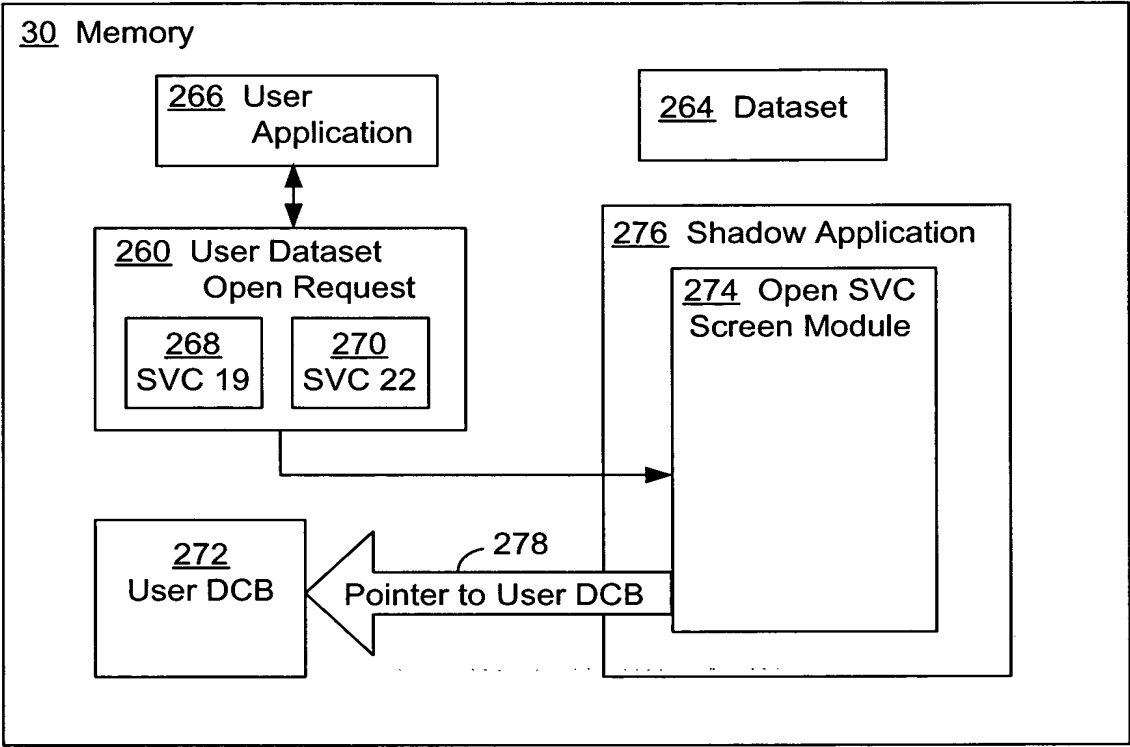 30 Memory
266 User
Application
264 Dataset
260 User Dataset
Open Request
268
SVC 19
270
SVC 22
276 Shadow Application
274 Open SVC
Screen Module
272
User DCB
278
Pointer to User DCB